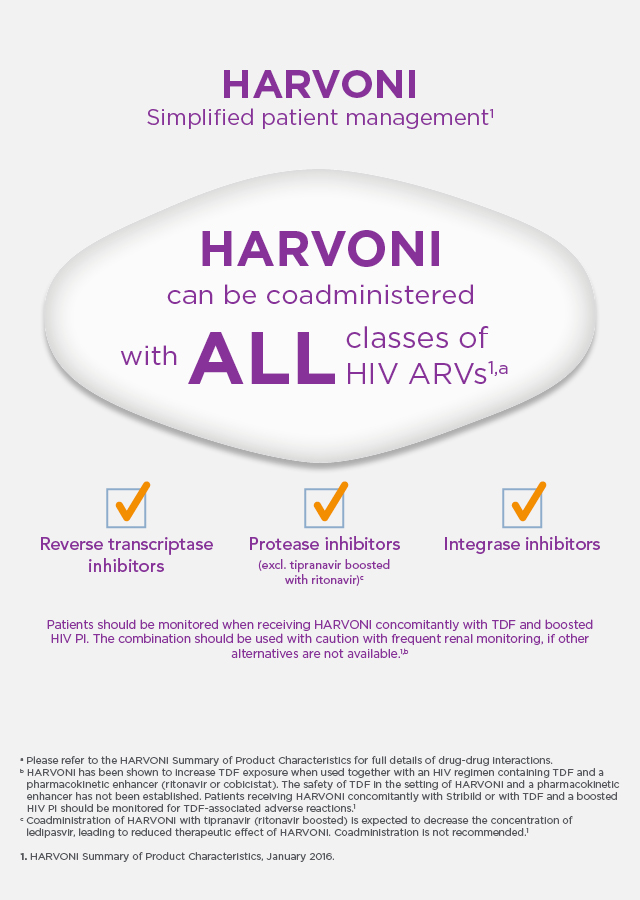 HARVONI
Simplified patient management¹
HARVONI
can be coadministered
with ALL classes of
HIV ARVs¹,ᵃ
Reverse transcriptase
inhibitors
Protease inhibitors
(excl. tipranavir boosted
with ritonavir)ᶜ
Integrase inhibitors
Patients should be monitored when receiving HARVONI concomitantly with TDF and boosted
HIV PI. The combination should be used with caution with frequent renal monitoring, if other
alternatives are not available.¹,ᵇ
ᵃ Please refer to the HARVONI Summary of Product Characteristics for full details of drug-drug interactions.
ᵇ HARVONI has been shown to increase TDF exposure when used together with an HIV regimen containing TDF and a
pharmacokinetic enhancer (ritonavir or cobicistat). The safety of TDF in the setting of HARVONI and a pharmacokinetic
enhancer has not been established. Patients receiving HARVONI concomitantly with Stribild or with TDF and a boosted
HIV PI should be monitored for TDF-associated adverse reactions.¹
ᶜ Coadministration of HARVONI with tipranavir (ritonavir boosted) is expected to decrease the concentration of
ledipasvir, leading to reduced therapeutic effect of HARVONI. Coadministration is not recommended.¹
1. HARVONI Summary of Product Characteristics, January 2016.